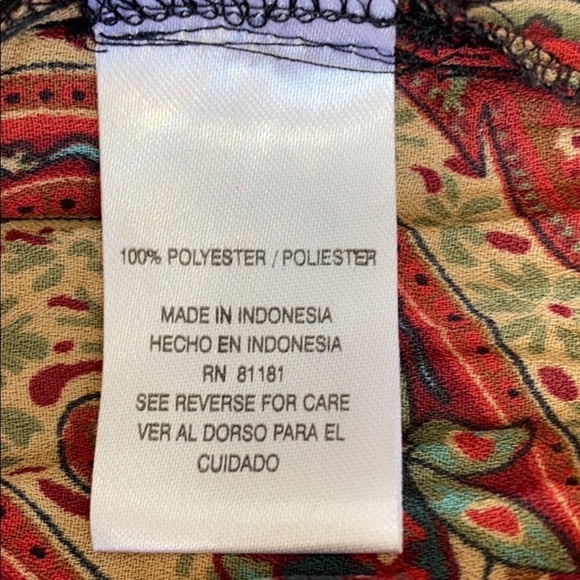 100% POLYESTER / POLIESTER
MADE IN INDONESIA
HECHO EN INDONESIA
RN 81181
SEE REVERSE FOR CARE
VER AL DORSO PARA EL
CUIDADO